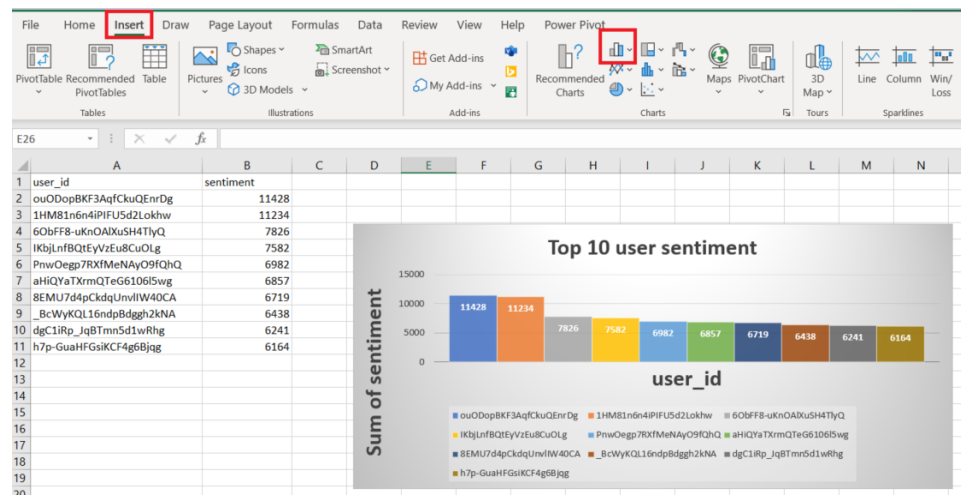 File Home Insert Draw Page Layout Formulas Data Review View Help Power Pivot
PivotTable Recommended PivotTables Table
Pictures Shapes Icons 3D Models SmartArt Screenshot
Get Add-ins
My Add-ins
Recommended Charts
Maps PivotChart
3D Map
Line Column Win/Loss
Tables Illustrations Add-ins Charts Tours Sparklines
E26 fx
A B C D E F G H I J K L M N
1 user_id sentiment
2 ouODopBKF3AqfCkuQEnrDg 11428
3 1HM81n6n4iPIFU5d2Lokhw 11234
4 6ObFF8-uKnOAlXuSH4TlyQ 7826
5 IKbjLnfBQtEyVzEu8CuOLg 7582
6 PnwOegp7RXfMeNAyO9fQhQ 6982
7 aHiQYaTXrmQTeG6106l5wg 6857
8 8EMU7d4pCkdqUnvlIW40CA 6719
9 _BcWyKQL16ndpBdggh2kNA 6438
10 dgC1iRp_JqBTmn5d1wRhg 6241
11 h7p-GuaHFGsiKCF4g6Bjqg 6164
12
13
14
15
16
17
18
19
20
Top 10 user sentiment
Sum of sentiment
15000
10000
5000
0
11428 11234 7826 7582 6982 6857 6719 6438 6241 6164
user_id
ouODopBKF3AqfCkuQEnrDg 1HM81n6n4iPIFU5d2Lokhw 6ObFF8-uKnOAlXuSH4TlyQ
IKbjLnfBQtEyVzEu8CuOLg PnwOegp7RXfMeNAyO9fQhQ aHiQYaTXrmQTeG6106l5wg
8EMU7d4pCkdqUnvlIW40CA _BcWyKQL16ndpBdggh2kNA dgC1iRp_JqBTmn5d1wRhg
h7p-GuaHFGsiKCF4g6Bjqg